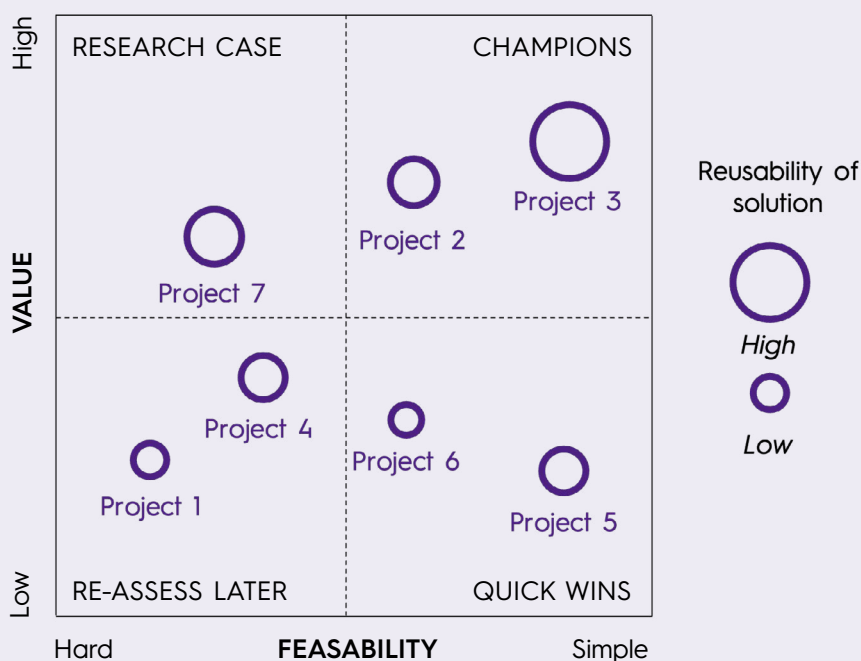 High
RESEARCH CASE
CHAMPIONS
Project 3
Project 2
Project 7
VALUE
Project 4
Project 6
Project 1
Project 5
Low
RE-ASSESS LATER
QUICK WINS
Hard
FEASABILITY
Simple
Reusability of
solution
High
Low